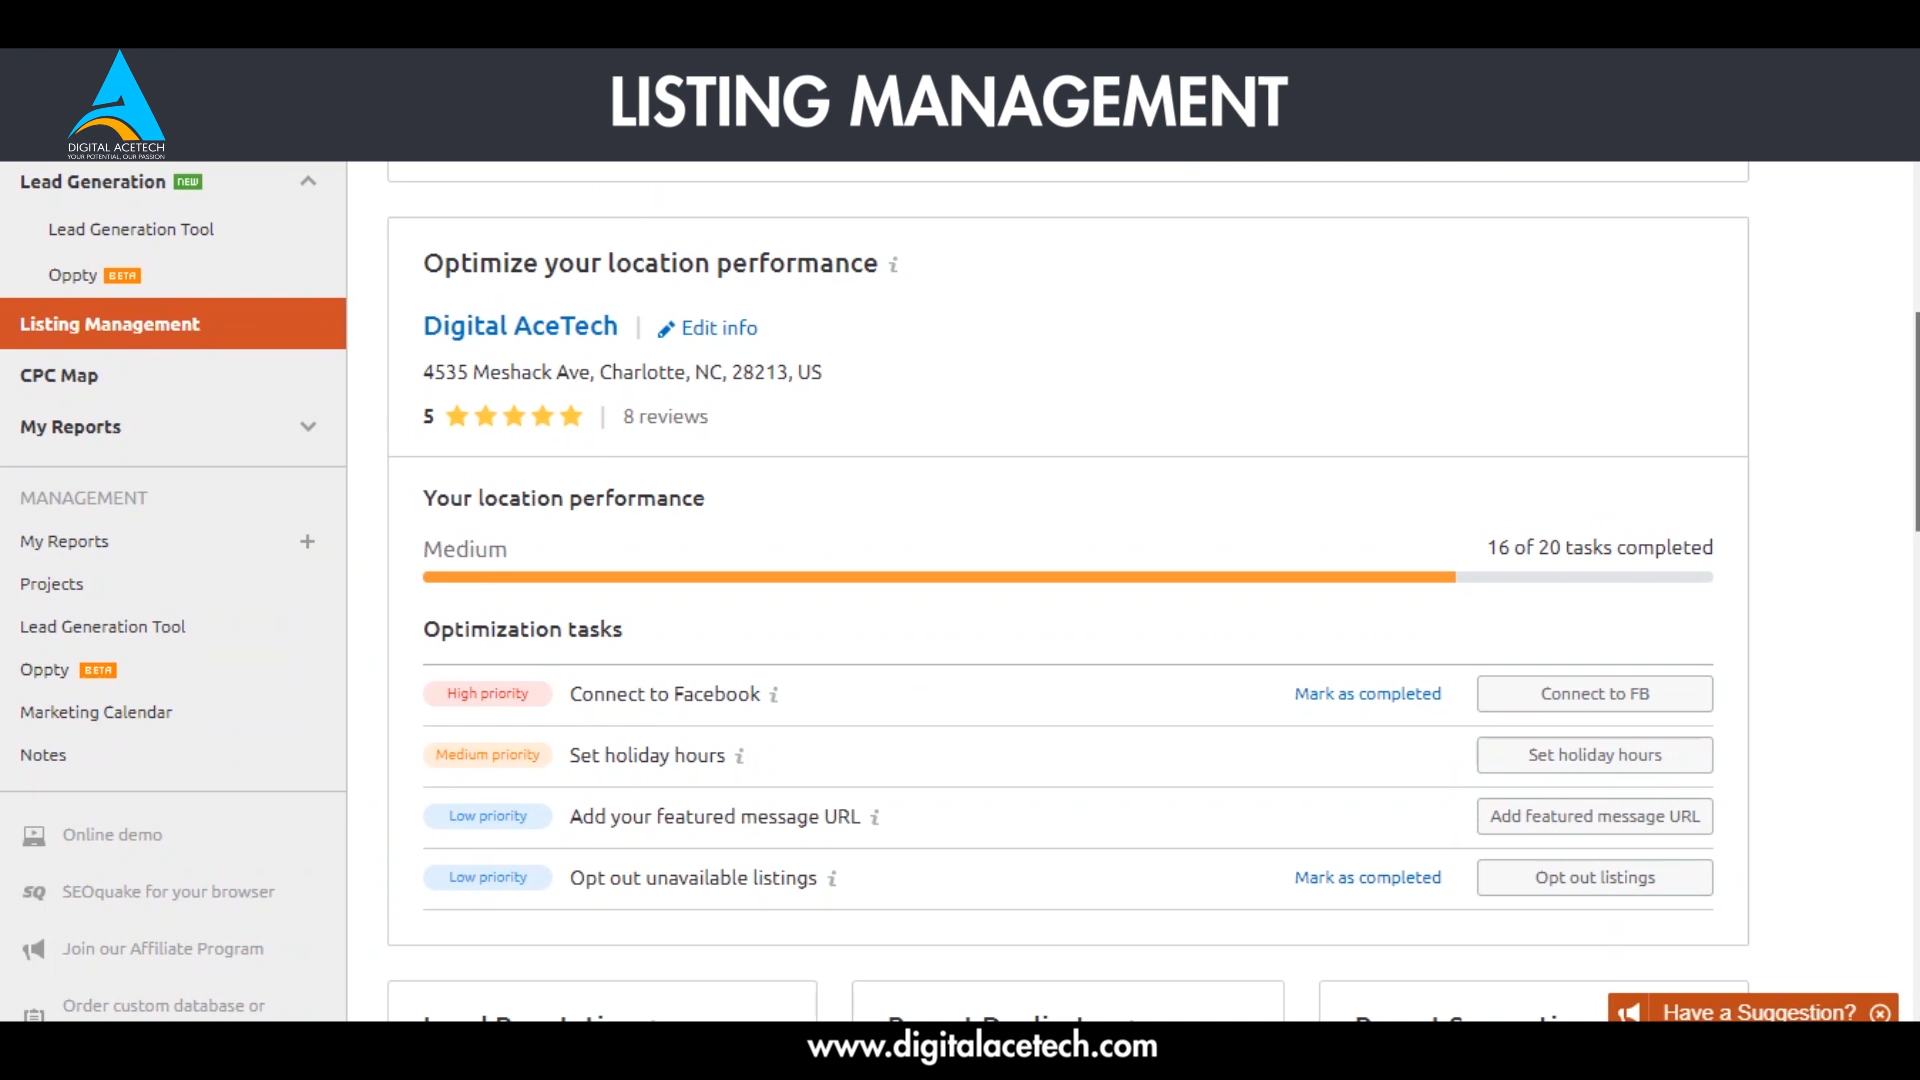 LISTING MANAGEMENT
DIGITAL ACETECH
YOUR POTENTIAL, OUR PASSION
Lead Generation NEW
Lead Generation Tool
Oppty BETA
Listing Management
CPC Map
My Reports
MANAGEMENT
My Reports +
Projects
Lead Generation Tool
Oppty BETA
Marketing Calendar
Notes
Online demo
SQ SEOquake for your browser
Join our Affiliate Program
Order custom database or
Optimize your location performance i
Digital AceTech | Edit info
4535 Meshack Ave, Charlotte, NC, 28213, US
5 | 8 reviews
Your location performance
Medium 16 of 20 tasks completed
Optimization tasks
High priority Connect to Facebook i Mark as completed Connect to FB
Medium priority Set holiday hours i Set holiday hours
Low priority Add your featured message URL i Add featured message URL
Low priority Opt out unavailable listings i Mark as completed Opt out listings
Have a Suggestion?
www.digitalacetech.com